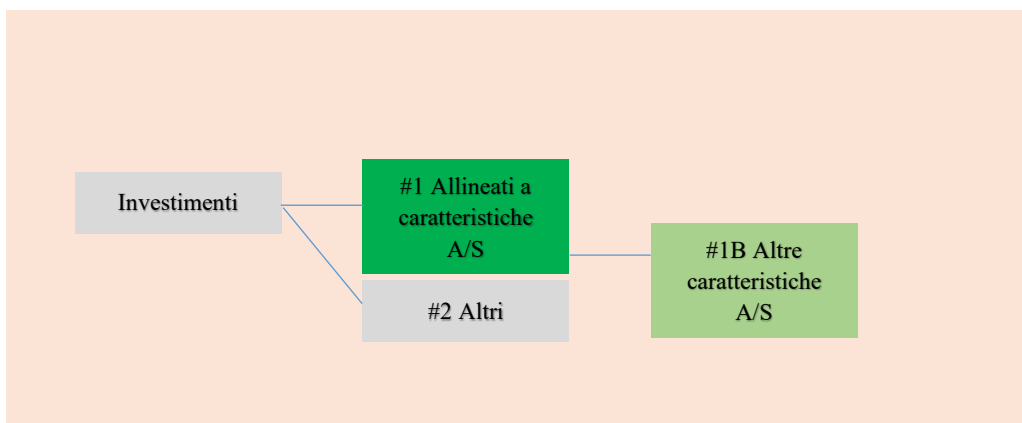 Investimenti
#1 Allineati a
caratteristiche
A/S
#2 Altri
#1B Altre
caratteristiche
A/S